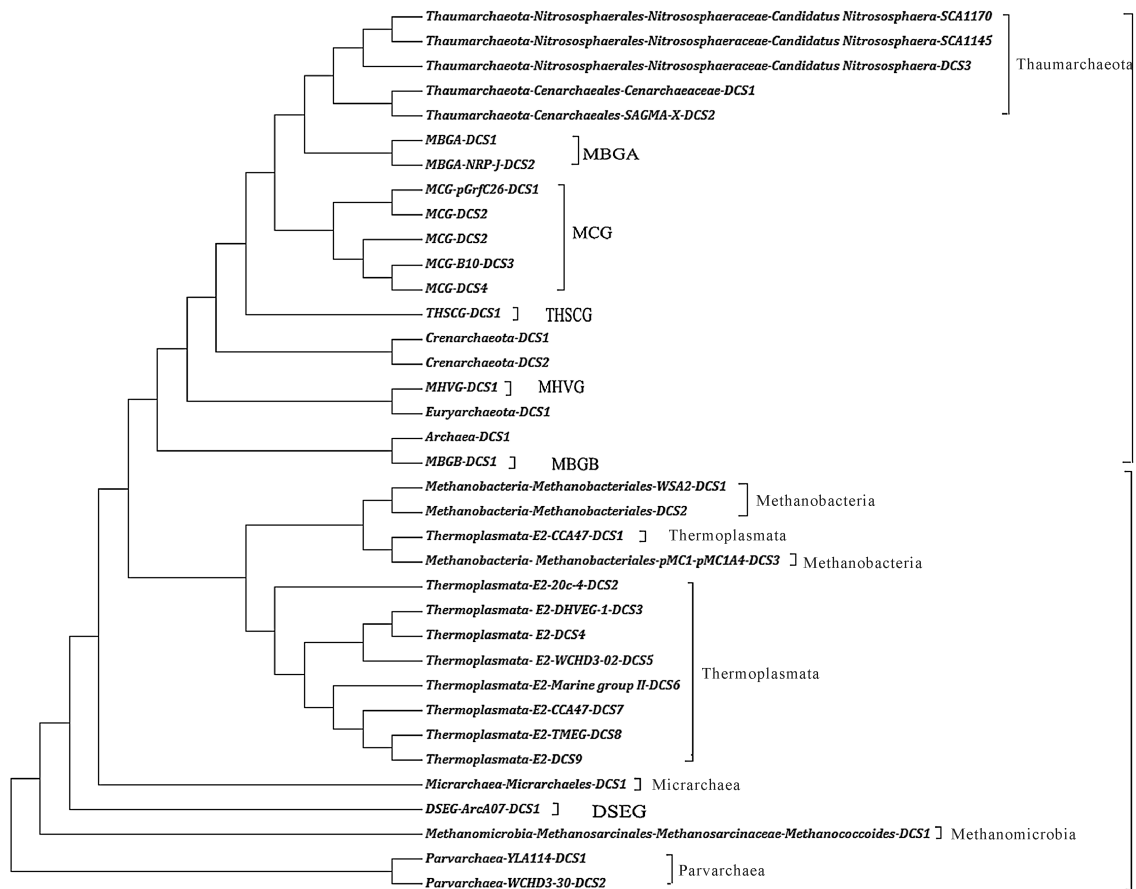 Thaumarchaeota-Nitrososphaerales-Nitrososphaeraceae-Candidatus Nitrososphaera-SCA1170
Thaumarchaeota-Nitrososphaerales-Nitrososphaeraceae-Candidatus Nitrososphaera-SCA1145
Thaumarchaeota-Nitrososphaerales-Nitrososphaeraceae-Candidatus Nitrososphaera-DCS3
Thaumarchaeota
Thaumarchaeota-Cenarchaeales-Cenarchaeaceae-DCS1
Thaumarchaeota-Cenarchaeales-SAGMA-X-DCS2
MBGA-DCS1
MBGA
MBGA-NRP-J-DCS2
MCG-pGrfC26-DCS1
MCG-DCS2
MCG
MCG-DCS2
MCG-B10-DCS3
MCG-DCS4
THSCG-DCS1 THSCG
Crenarchaeota-DCS1
Crenarchaeota-DCS2
MHVG-DCS1 MHVG
Euryarchaeota-DCS1
Archaea-DCS1
MBGB-DCS1 MBGB
Methanobacteria-Methanobacteriales-WSA2-DCS1
Methanobacteria
Methanobacteria-Methanobacteriales-DCS2
Thermoplasmata-E2-CCA47-DCS1 Thermoplasmata
Methanobacteria- Methanobacteriales-pMC1-pMC1A4-DCS3 Methanobacteria
Thermoplasmata-E2-20c-4-DCS2
Thermoplasmata- E2-DHVEG-1-DCS3
Thermoplasmata- E2-DCS4
Thermoplasmata- E2-WCHD3-02-DCS5
Thermoplasmata
Thermoplasmata-E2-Marine group II-DCS6
Thermoplasmata-E2-CCA47-DCS7
Thermoplasmata-E2-TMEG-DCS8
Thermoplasmata-E2-DCS9
Micrarchaea-Micrarchaeles-DCS1 Micrarchaea
DSEG-ArcA07-DCS1 DSEG
Methanomicrobia-Methanosarcinales-Methanosarcinaceae-Methanococcoides-DCS1 Methanomicrobia
Parvarchaea-YLA114-DCS1
Parvarchaea
Parvarchaea-WCHD3-30-DCS2